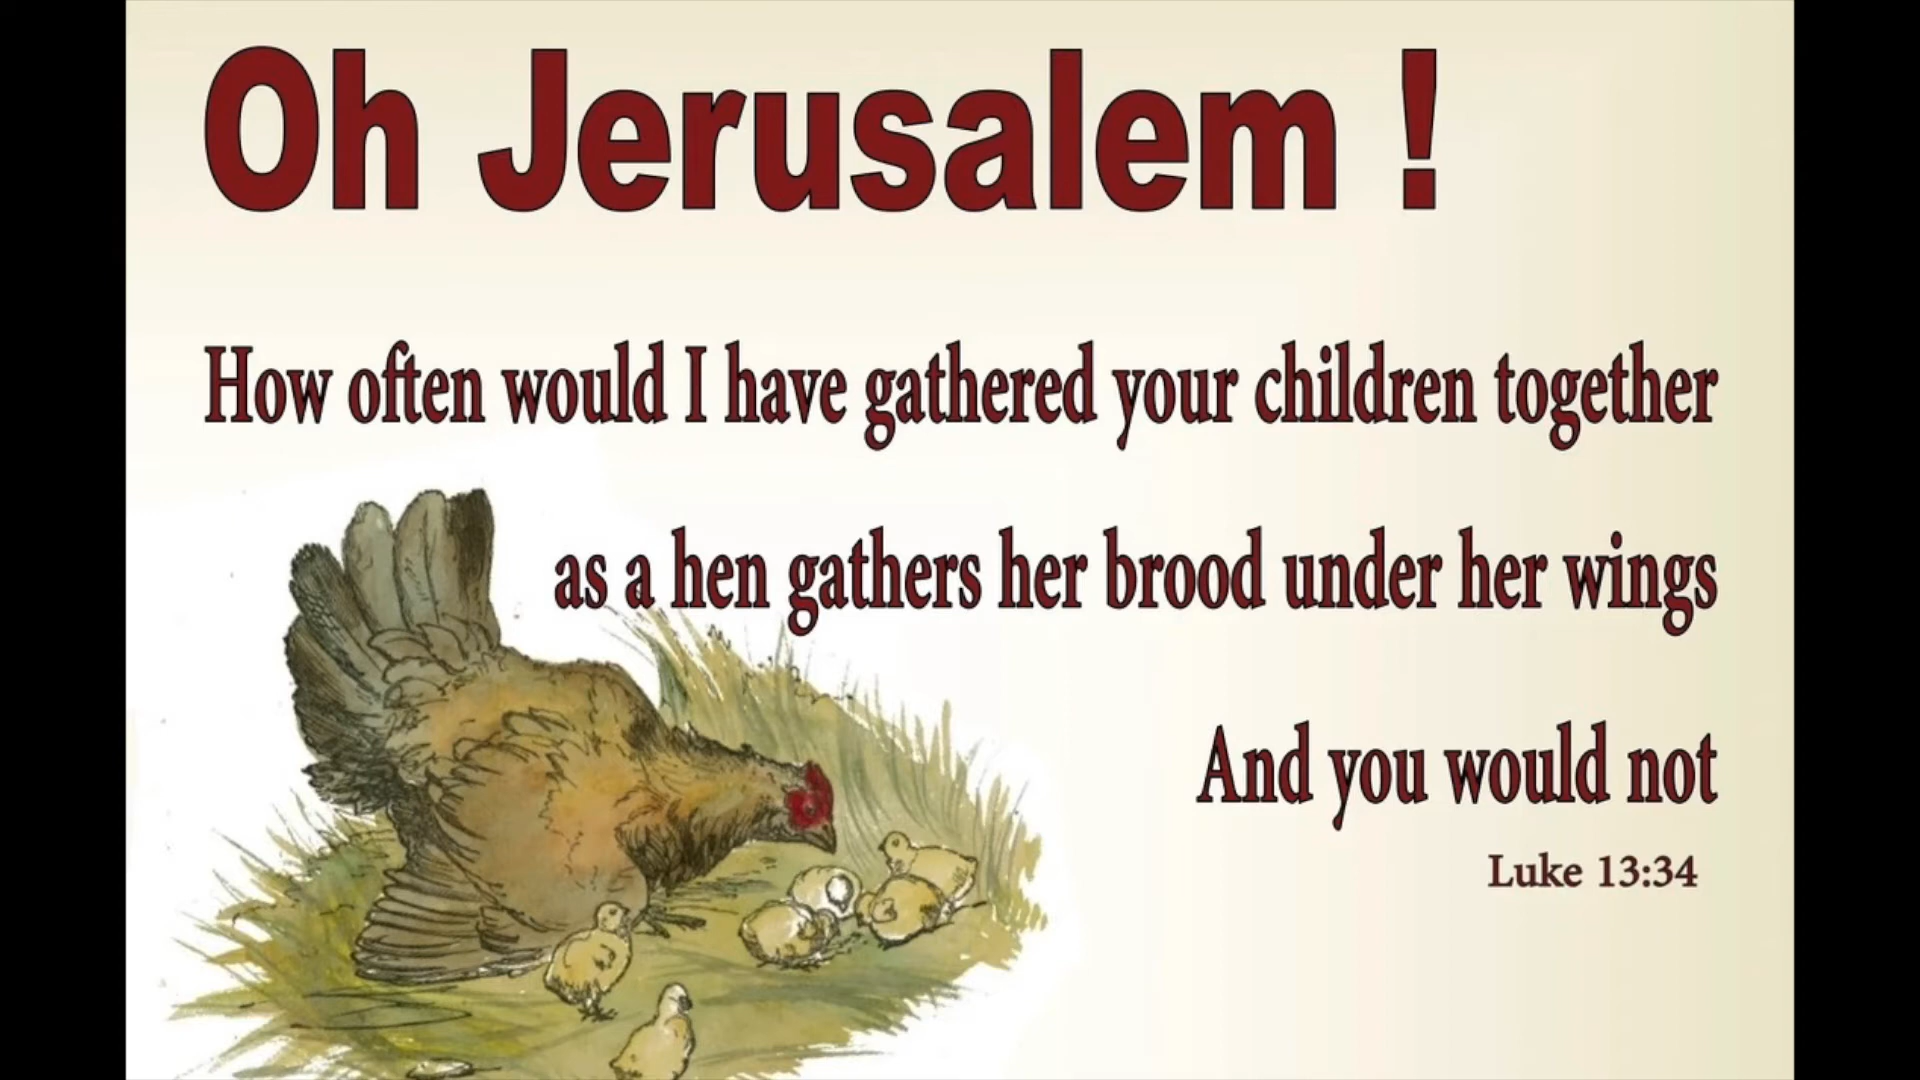 Oh Jerusalem !
How often would I have gathered your children together
as a hen gathers her brood under her wings
And you would not
Luke 13:34